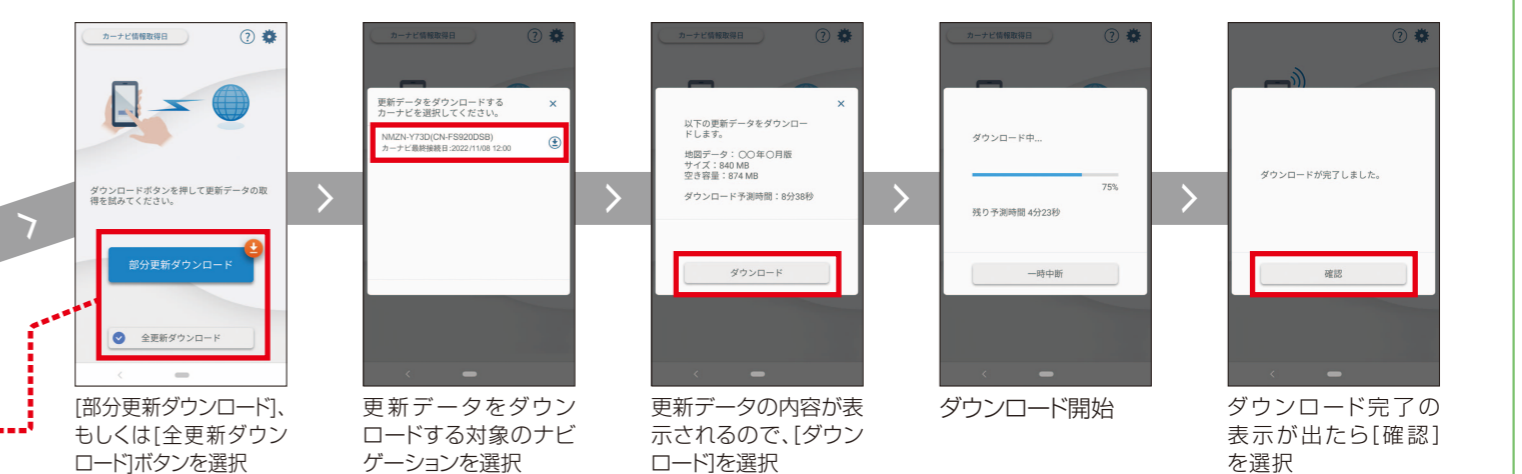 カーナビ情報取得日
?
ダウンロードボタンを押して更新データの取
得を試みてください。
部分更新ダウンロード
全更新ダウンロード
[部分更新ダウンロード]、
もしくは[全更新ダウン
ロード]ボタンを選択
カーナビ情報取得日
?
更新データをダウンロードする
カーナビを選択してください。
×
NMZN-Y73D(CN-FS920DSB)
カーナビ最終接続日:2022/11/08 12:00
更新データをダウン
ロードする対象のナビ
ゲーションを選択
カーナビ情報取得日
?
×
以下の更新データをダウンロー
ドします。
地図データ：〇〇年〇月版
サイズ：840 MB
空き容量：874 MB
ダウンロード予測時間：8分38秒
ダウンロード
更新データの内容が表
示されるので、[ダウン
ロード]を選択
カーナビ情報取得日
?
ダウンロード中...
75%
残り予測時間 4分23秒
一時中断
ダウンロード開始
?
ダウンロードが完了しました。
確認
ダウンロード完了の
表示が出たら[確認]
を選択